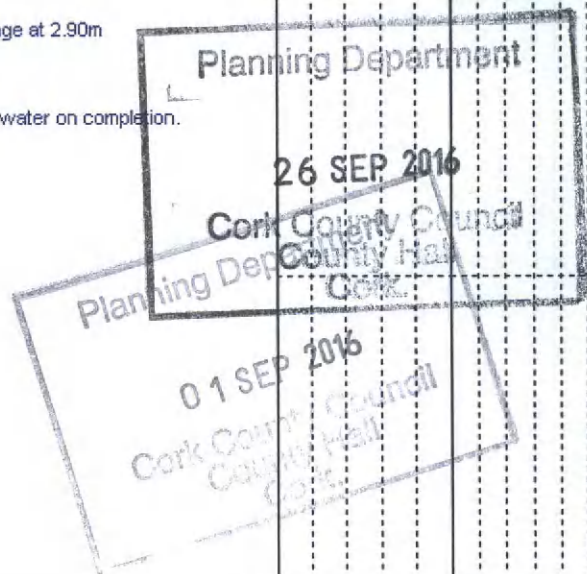 ge at 2.90m
water on completion.
Planning Department
26 SEP 2016
Cork County Council
County Hall
Cork.
Planning Department
01 SEP 2016
Cork County Council
County Hall
Cork.